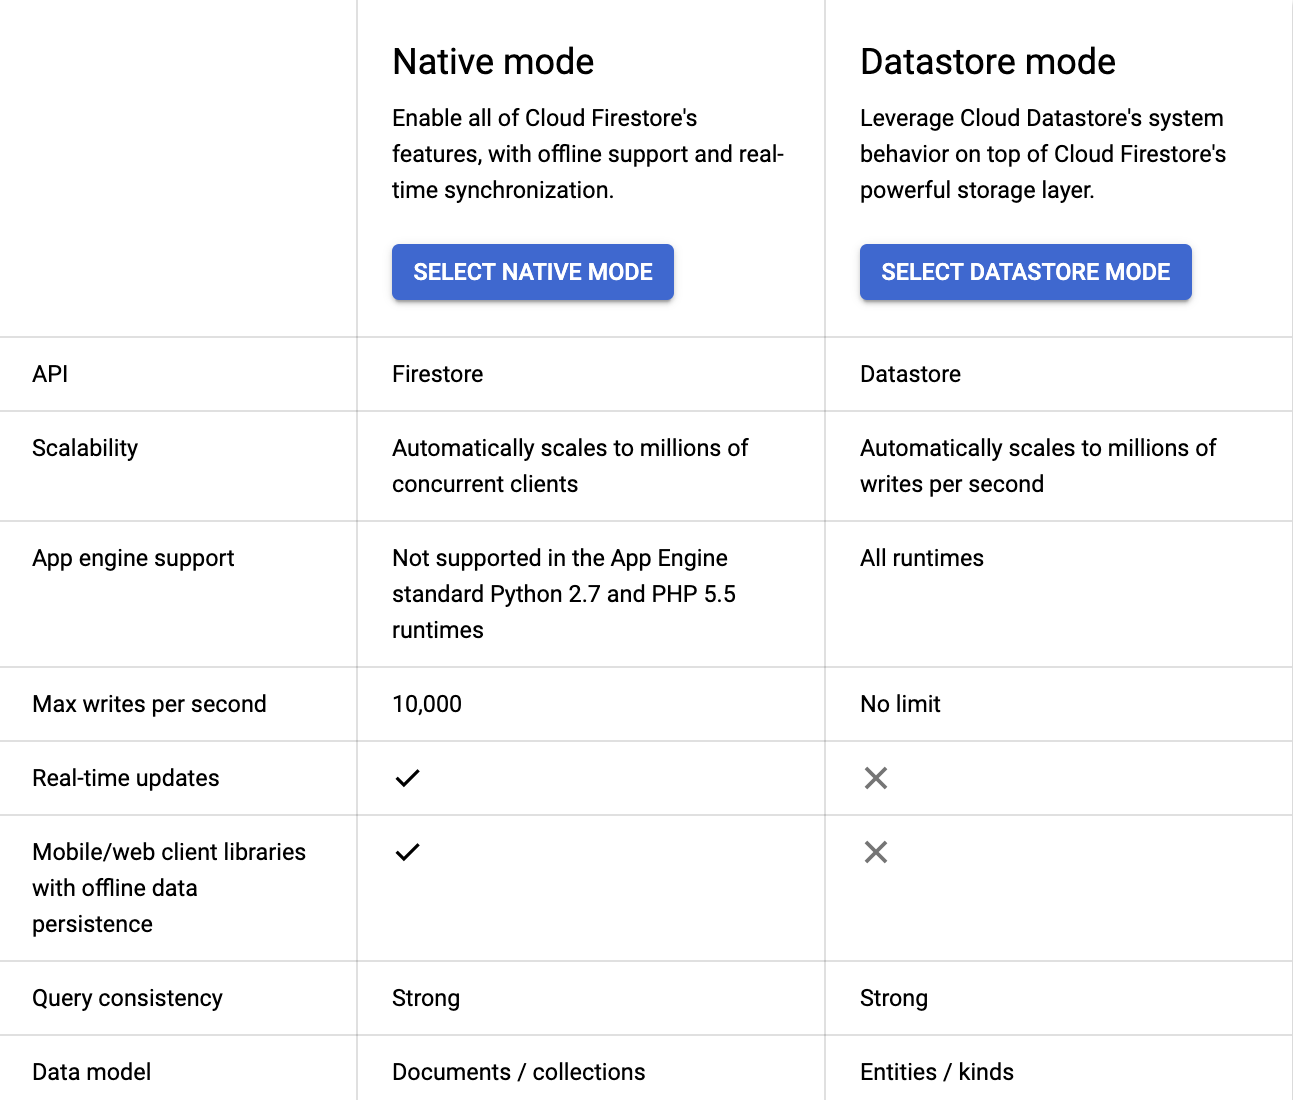 Native mode
Datastore mode
Enable all of Cloud Firestore's
features, with offline support and real-
time synchronization.
Leverage Cloud Datastore's system
behavior on top of Cloud Firestore's
powerful storage layer.
SELECT NATIVE MODE
SELECT DATASTORE MODE
API
Firestore
Datastore
Scalability
Automatically scales to millions of
concurrent clients
Automatically scales to millions of
writes per second
App engine support
Not supported in the App Engine
standard Python 2.7 and PHP 5.5
runtimes
All runtimes
Max writes per second
10,000
No limit
Real-time updates
Mobile/web client libraries
with offline data
persistence
Query consistency
Strong
Strong
Data model
Documents / collections
Entities / kinds